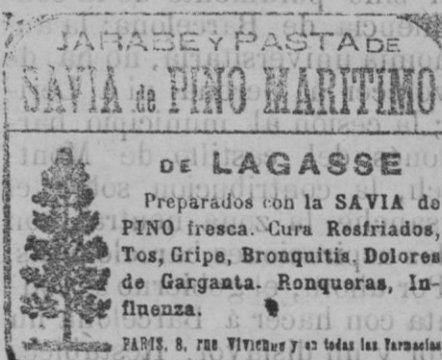 JARABE Y PASTA DE
SAVIA de PINO MARITIMO
DE LAGASSE
Preparados con la SAVIA de
PINO fresca. Cura Resfriados,
Tos, Gripe, Bronquitis, Dolores
de Garganta. Ronqueras, In-
fluenza.
PARIS, 8, rue Vivienne y en todas las Farmacias